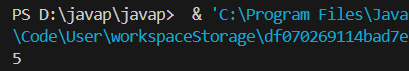 PS D:\javap\javap>  & 'C:\Program Files\Java
\Code\User\workspaceStorage\df070269114bad7e
5